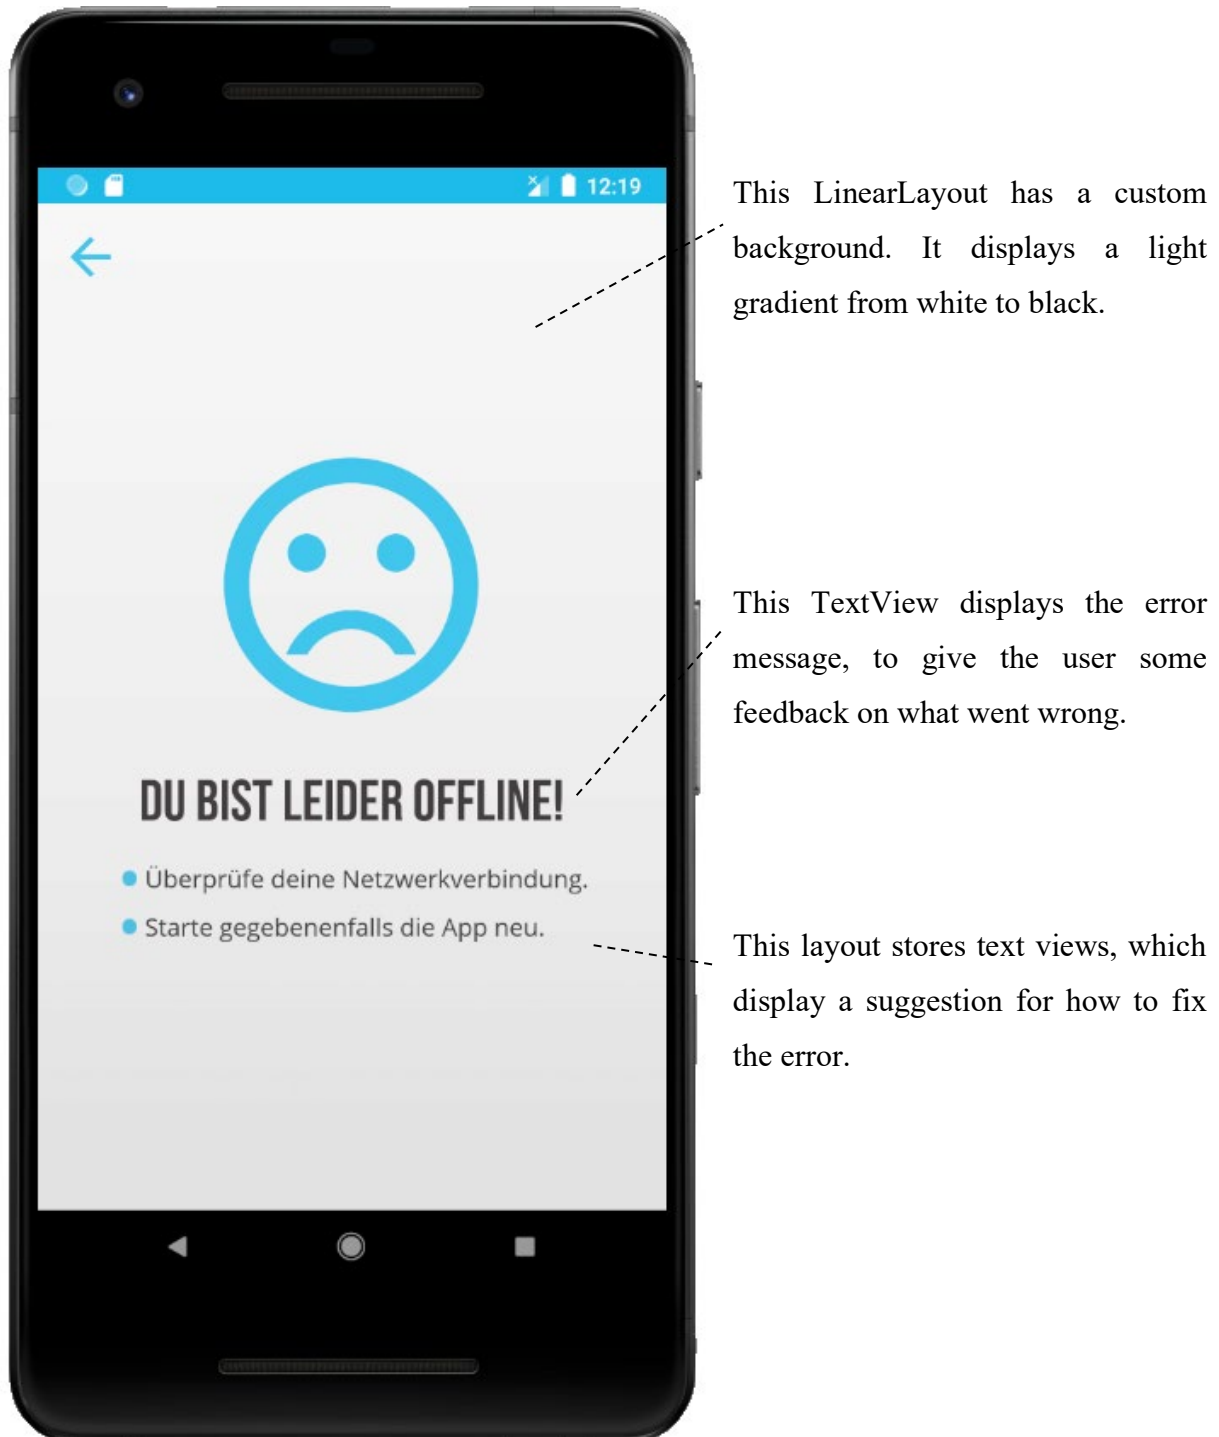 12:19
This LinearLayout has a custom
background. It displays a light
gradient from white to black.
This TextView displays the error
message, to give the user some
feedback on what went wrong.
DU BIST LEIDER OFFLINE!
Überprüfe deine Netzwerkverbindung.
Starte gegebenenfalls die App neu.
This layout stores text views, which
display a suggestion for how to fix
the error.